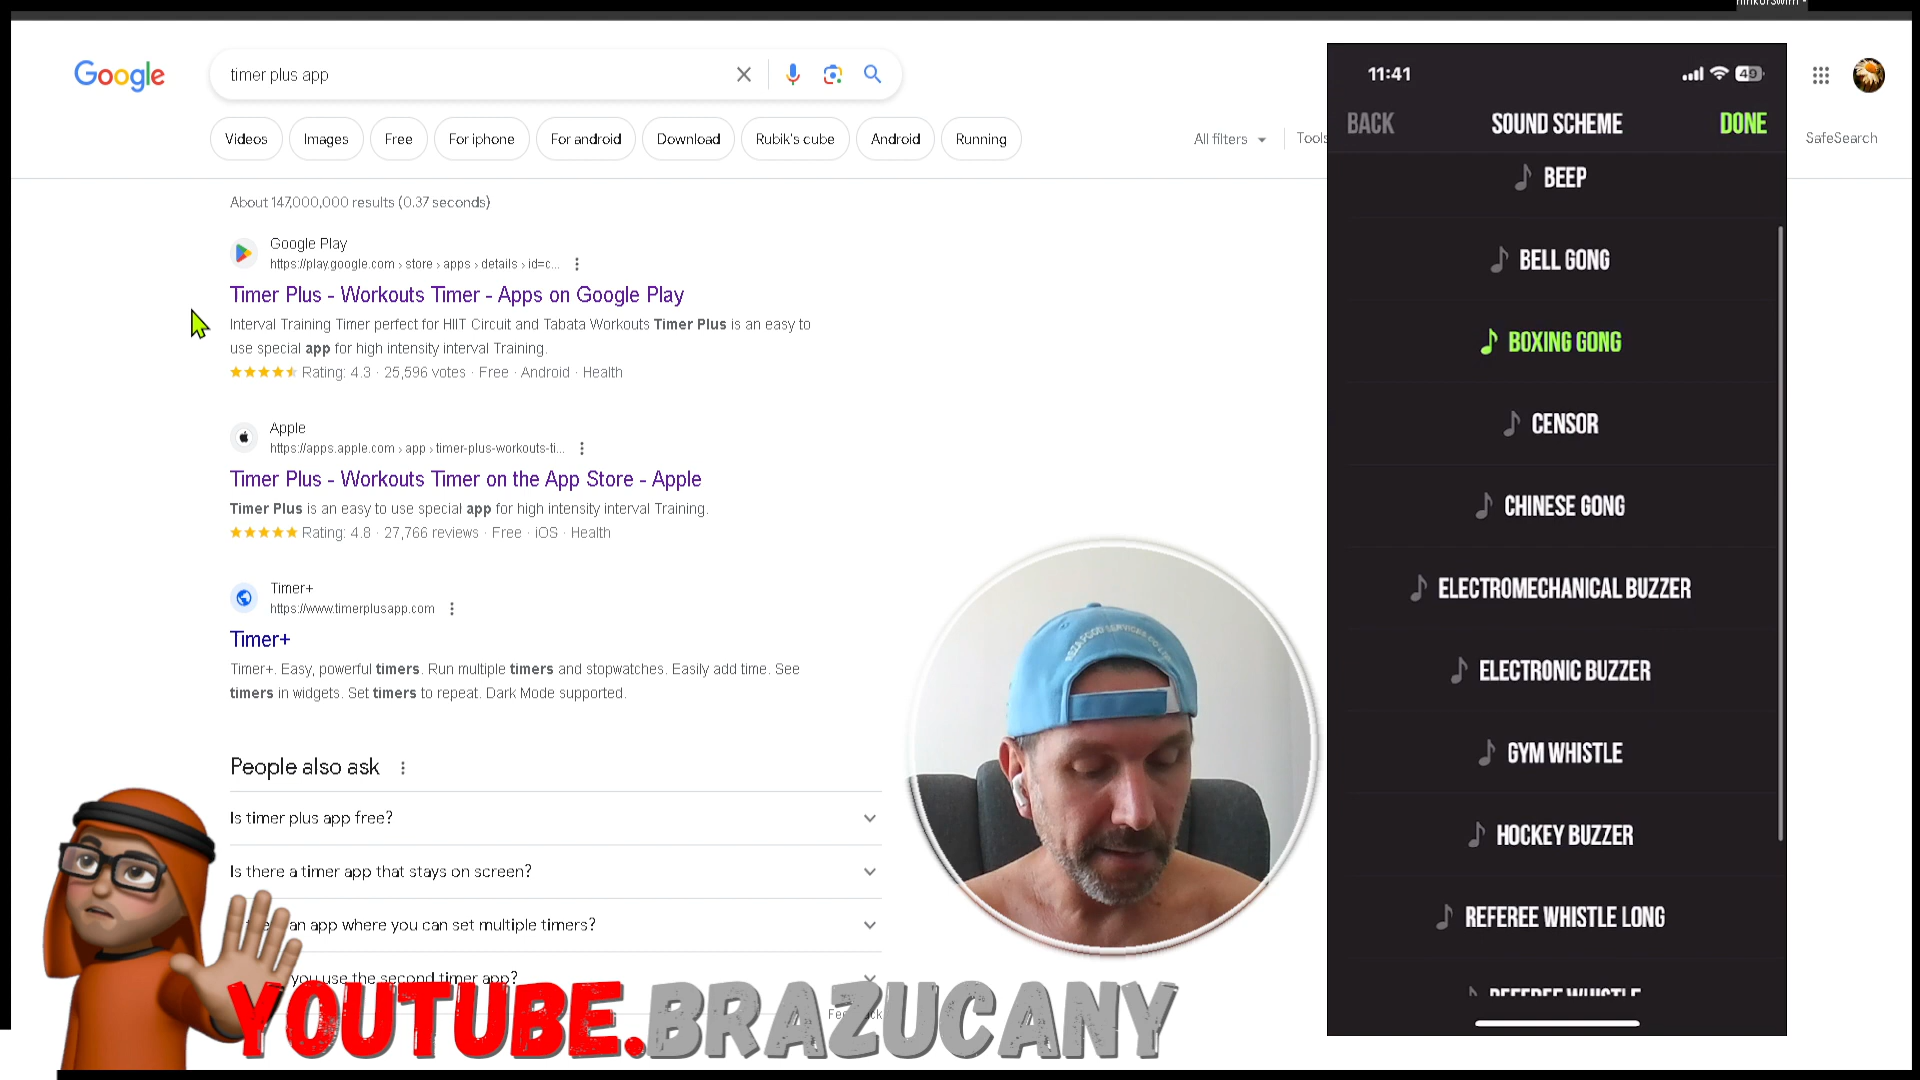 Google
timer plus app
Videos
Images
Free
For iphone
For android
Download
Rubik's cube
Android
Running
All filters
Tools
SafeSearch
About 147,000,000 results (0.37 seconds)
Google Play
https://play.google.com › store › apps › details › id=c...
Timer Plus - Workouts Timer - Apps on Google Play
Interval Training Timer perfect for HIIT Circuit and Tabata Workouts Timer Plus is an easy to
use special app for high intensity interval Training.
Rating: 4.3 · 25,596 votes · Free · Android · Health
Apple
https://apps.apple.com › app › timer-plus-workouts-ti...
Timer Plus - Workouts Timer on the App Store - Apple
Timer Plus is an easy to use special app for high intensity interval Training.
Rating: 4.8 · 27,766 reviews · Free · iOS · Health
Timer+
https://www.timerplusapp.com
Timer+
Timer+. Easy, powerful timers. Run multiple timers and stopwatches. Easily add time. See
timers in widgets. Set timers to repeat. Dark Mode supported.
People also ask
Is timer plus app free?
Is there a timer app that stays on screen?
an app where you can set multiple timers?
you use the second timer app?
YOUTUBE.BRAZUCANY
11:41
49
BACK
SOUND SCHEME
DONE
BEEP
BELL GONG
BOXING GONG
CENSOR
CHINESE GONG
ELECTROMECHANICAL BUZZER
ELECTRONIC BUZZER
GYM WHISTLE
HOCKEY BUZZER
REFEREE WHISTLE LONG
REFEREE WHISTLE